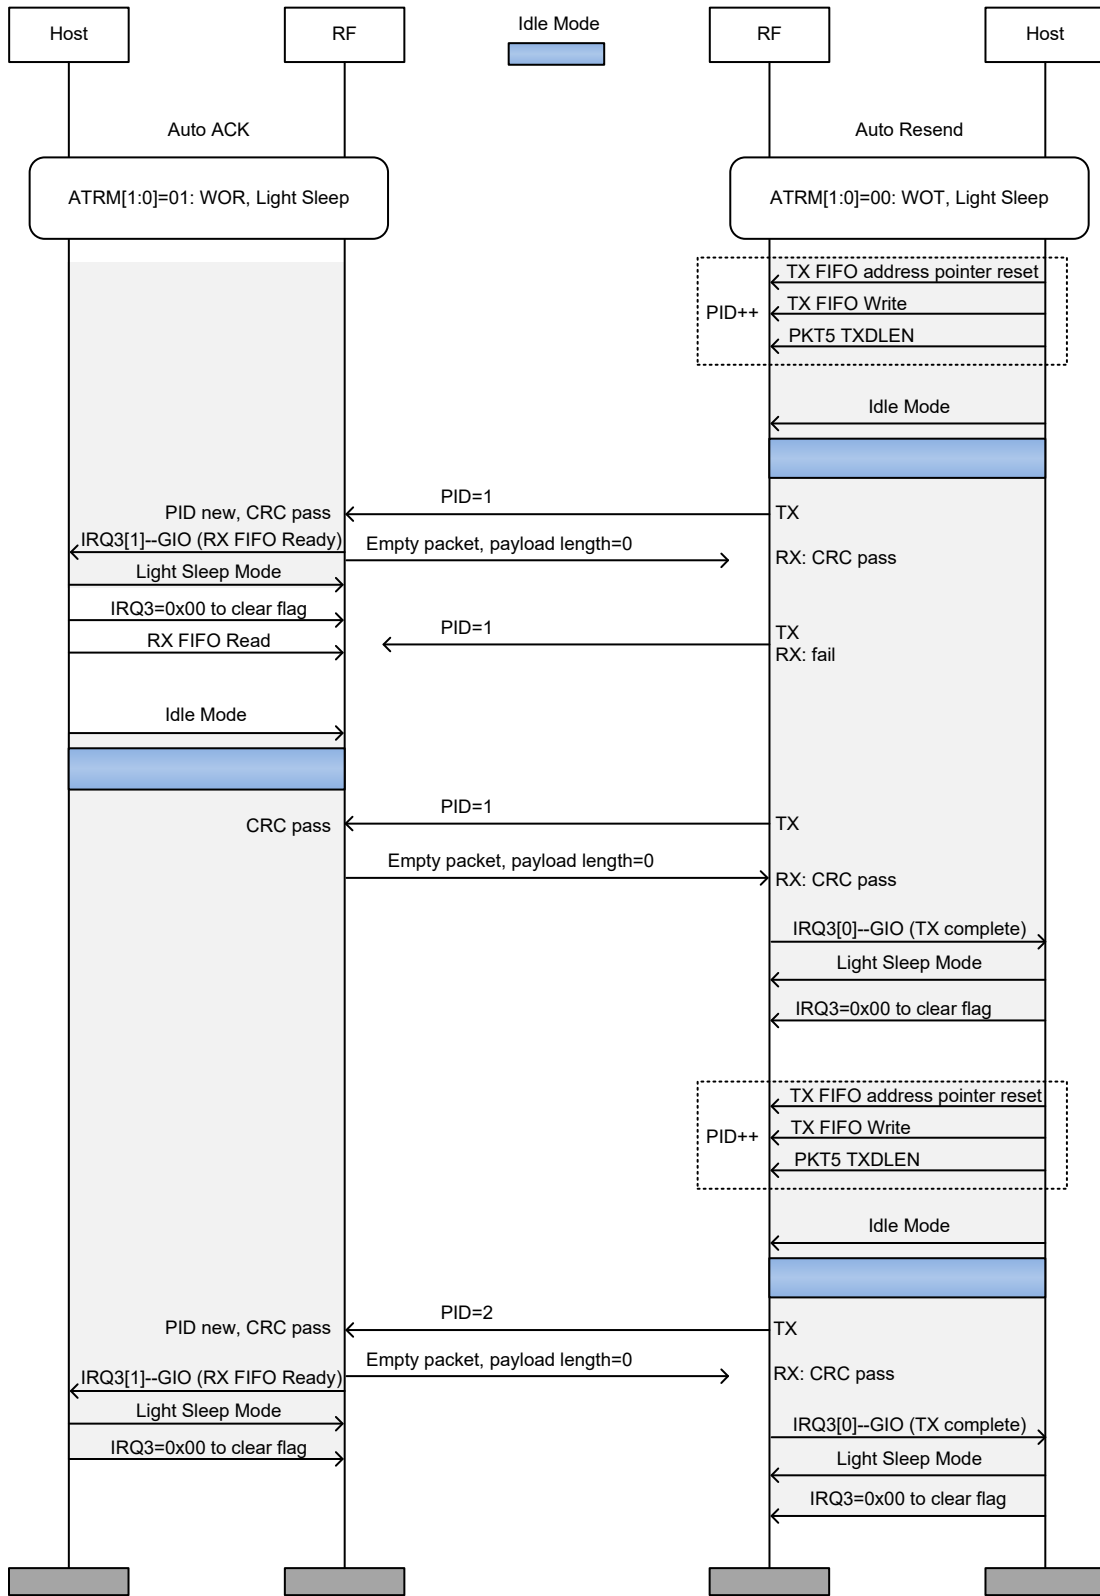 Host
RF
Idle Mode
RF
Host
Auto ACK
Auto Resend
ATRM[1:0]=01: WOR, Light Sleep
ATRM[1:0]=00: WOT, Light Sleep
TX FIFO address pointer reset
PID++
TX FIFO Write
PKT5 TXDLEN
Idle Mode
PID=1
PID new, CRC pass
TX
IRQ3[1]--GIO (RX FIFO Ready)
Empty packet, payload length=0
RX: CRC pass
Light Sleep Mode
IRQ3=0x00 to clear flag
PID=1
TX
RX: fail
RX FIFO Read
Idle Mode
PID=1
CRC pass
TX
Empty packet, payload length=0
RX: CRC pass
IRQ3[0]--GIO (TX complete)
Light Sleep Mode
IRQ3=0x00 to clear flag
TX FIFO address pointer reset
PID++
TX FIFO Write
PKT5 TXDLEN
Idle Mode
PID=2
PID new, CRC pass
TX
Empty packet, payload length=0
IRQ3[1]--GIO (RX FIFO Ready)
RX: CRC pass
Light Sleep Mode
IRQ3[0]--GIO (TX complete)
IRQ3=0x00 to clear flag
Light Sleep Mode
IRQ3=0x00 to clear flag